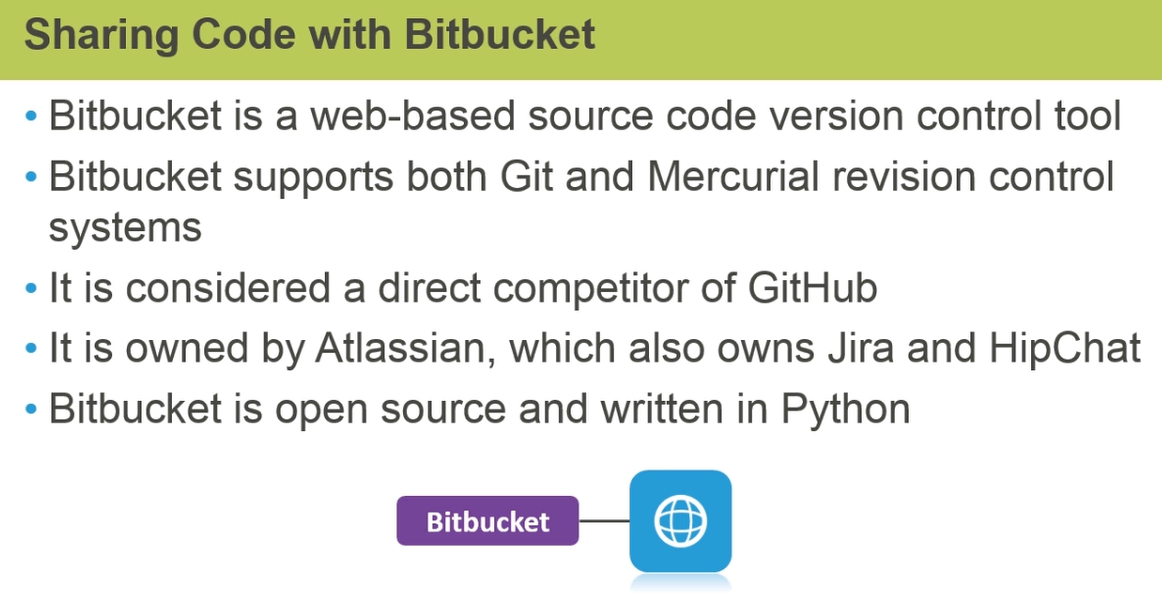 Sharing Code with Bitbucket
• Bitbucket is a web-based source code version control tool
• Bitbucket supports both Git and Mercurial revision control
systems
• It is considered a direct competitor of GitHub
• It is owned by Atlassian, which also owns Jira and HipChat
• Bitbucket is open source and written in Python
Bitbucket